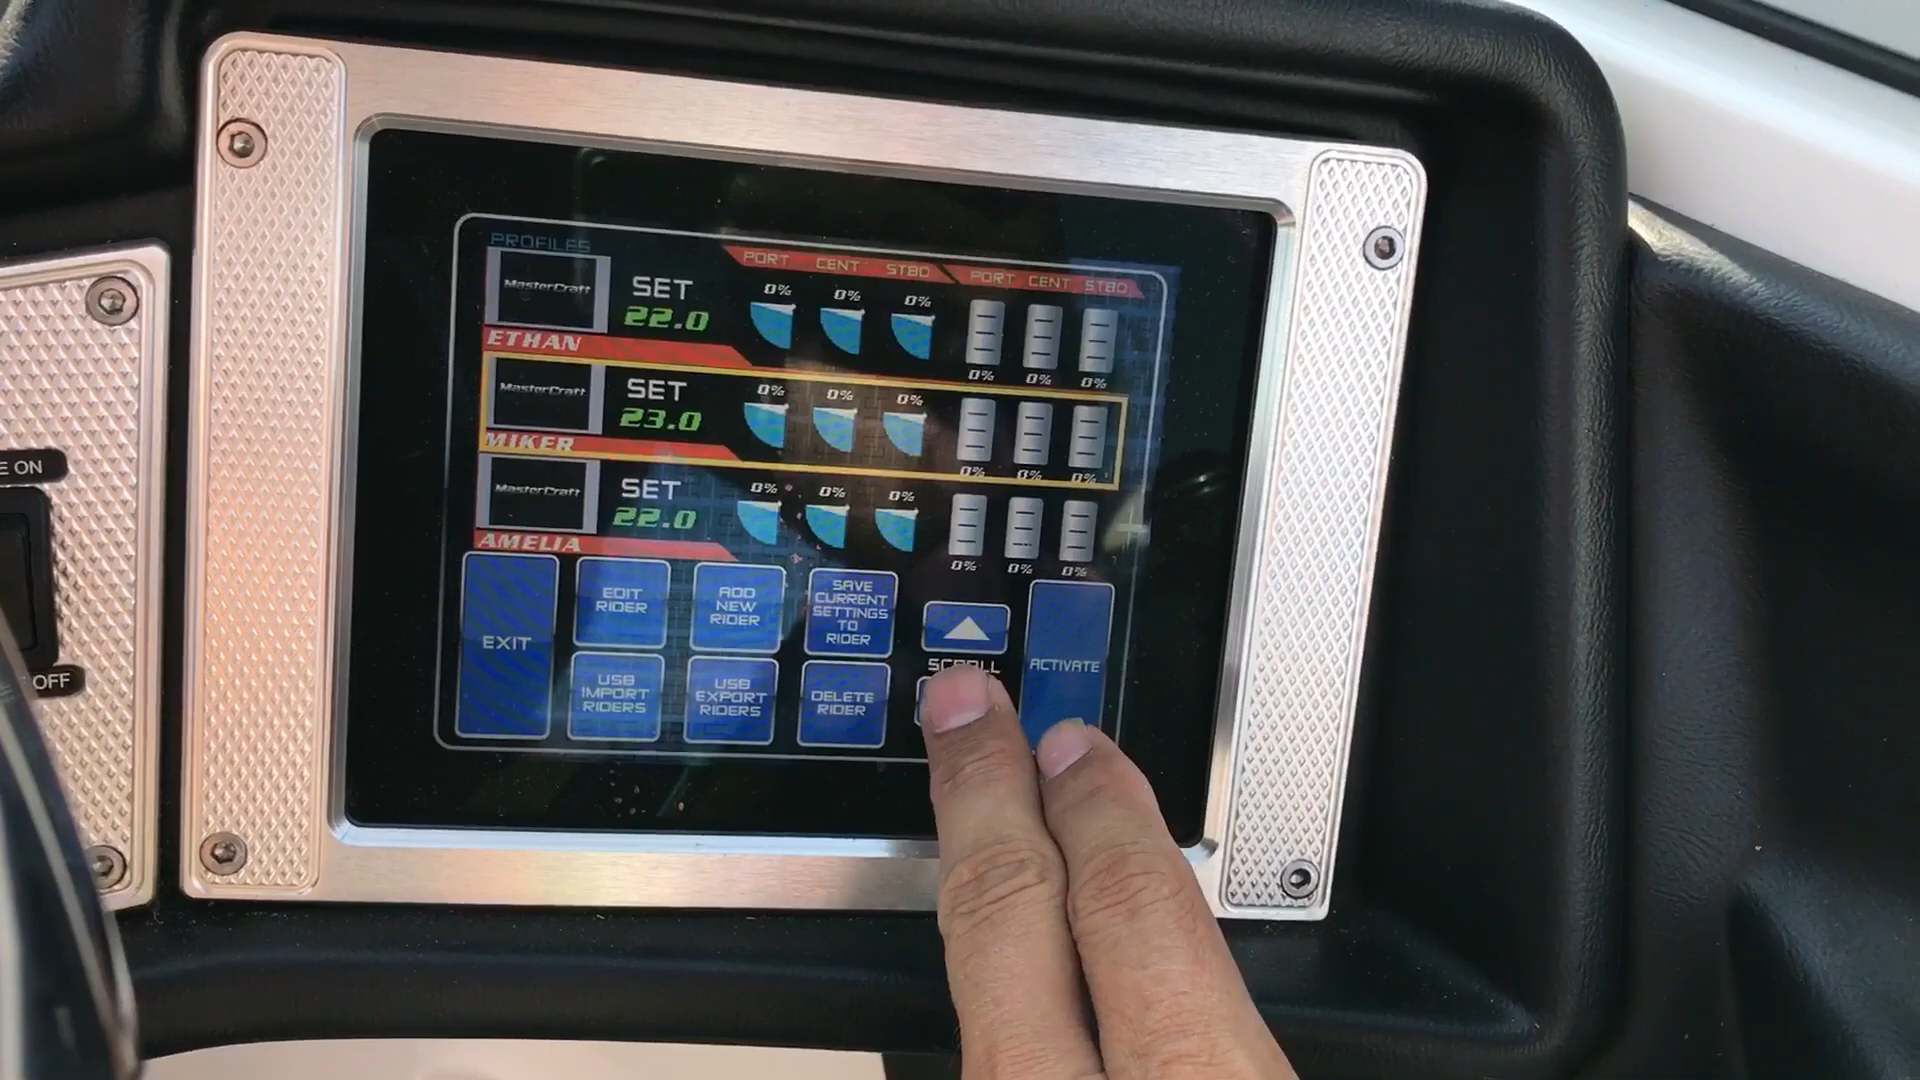 PROFILES
PORT CENT STBD PORT CENT STBD
MasterCraft SET 0% 0% 0%
22.0
ETHAN 0% 0% 0%
MasterCraft SET 0% 0% 0%
23.0
MIKER 0% 0% 0%
MasterCraft SET 0% 0% 0%
22.0
AMELIA 0% 0% 0%
EXIT
EDIT
RIDER
ADD
NEW
RIDER
SAVE
CURRENT
SETTINGS
TO
RIDER
SCROLL
ACTIVATE
USB
IMPORT
RIDERS
USB
EXPORT
RIDERS
DELETE
RIDER
E ON
OFF